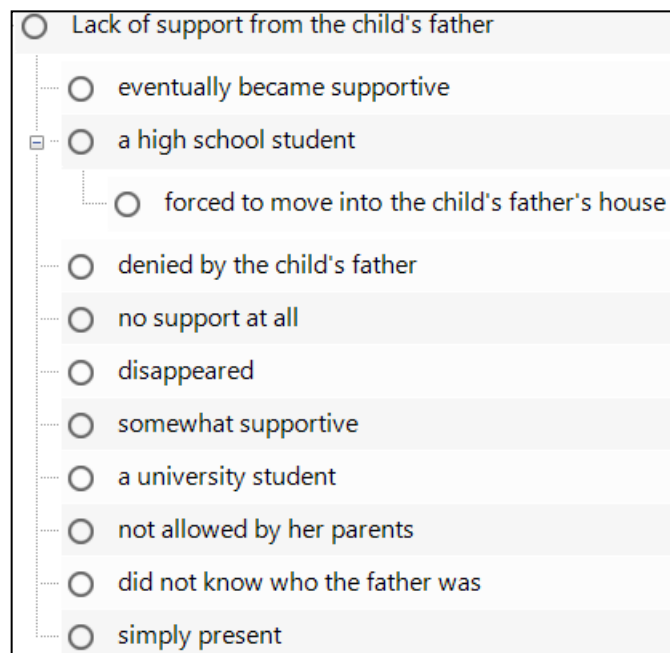 Lack of support from the child's father
eventually became supportive
a high school student
forced to move into the child's father's house
denied by the child's father
no support at all
disappeared
somewhat supportive
a university student
not allowed by her parents
did not know who the father was
simply present